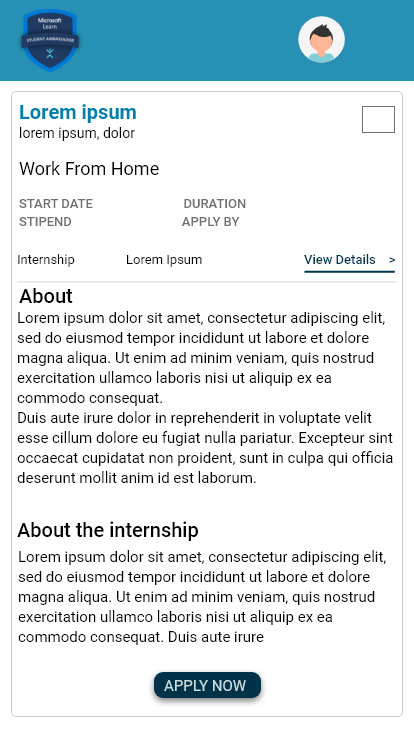 Microsoft
Learn
STUDENT AMBASSADOR
Lorem ipsum
lorem ipsum, dolor
Work From Home
START DATE DURATION
STIPEND APPLY BY
Internship Lorem Ipsum View Details >
About
Lorem ipsum dolor sit amet, consectetur adipiscing elit,
sed do eiusmod tempor incididunt ut labore et dolore
magna aliqua. Ut enim ad minim veniam, quis nostrud
exercitation ullamco laboris nisi ut aliquip ex ea
commodo consequat.
Duis aute irure dolor in reprehenderit in voluptate velit
esse cillum dolore eu fugiat nulla pariatur. Excepteur sint
occaecat cupidatat non proident, sunt in culpa qui officia
deserunt mollit anim id est laborum.
About the internship
Lorem ipsum dolor sit amet, consectetur adipiscing elit,
sed do eiusmod tempor incididunt ut labore et dolore
magna aliqua. Ut enim ad minim veniam, quis nostrud
exercitation ullamco laboris nisi ut aliquip ex ea
commodo consequat. Duis aute irure
APPLY NOW